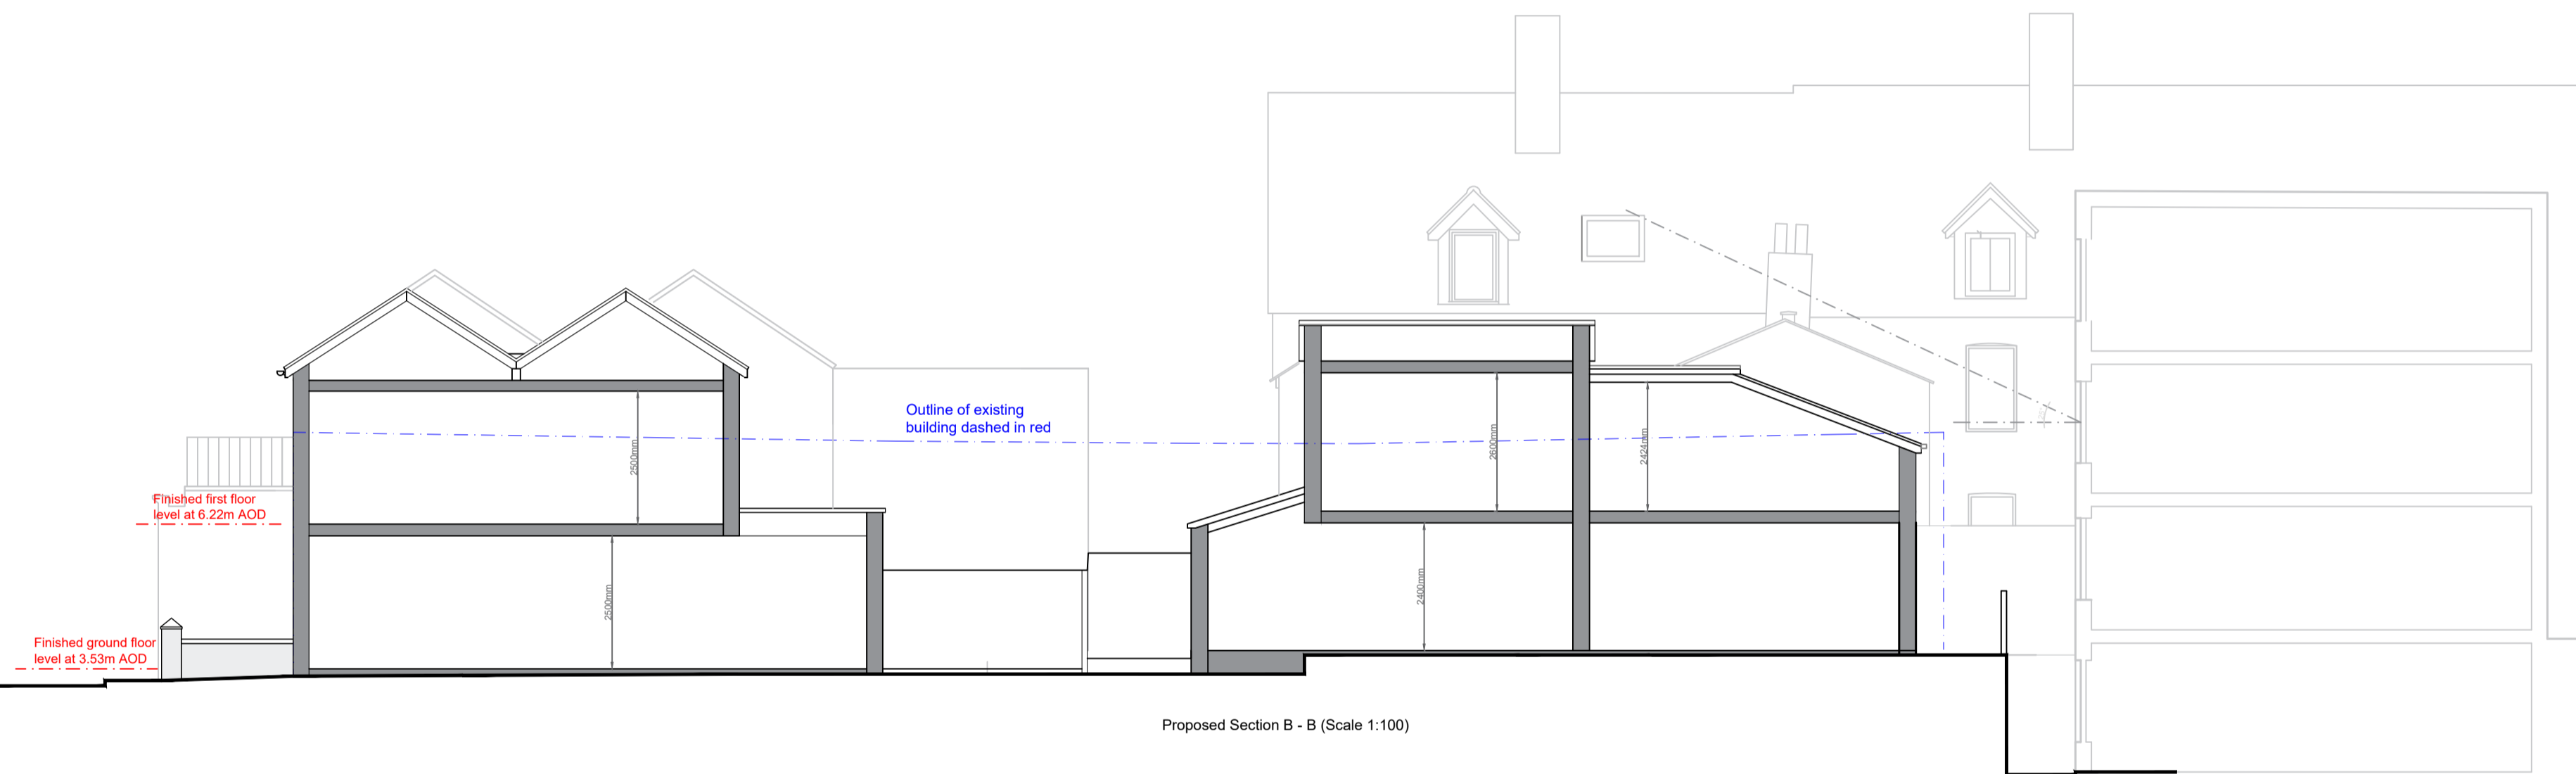 Outline of existing
building dashed in red
2500mm
2600mm
2424mm
Finished first floor
level at 6.22m AOD
2500mm
2400mm
Finished ground floor
level at 3.53m AOD
Proposed Section B - B (Scale 1:100)